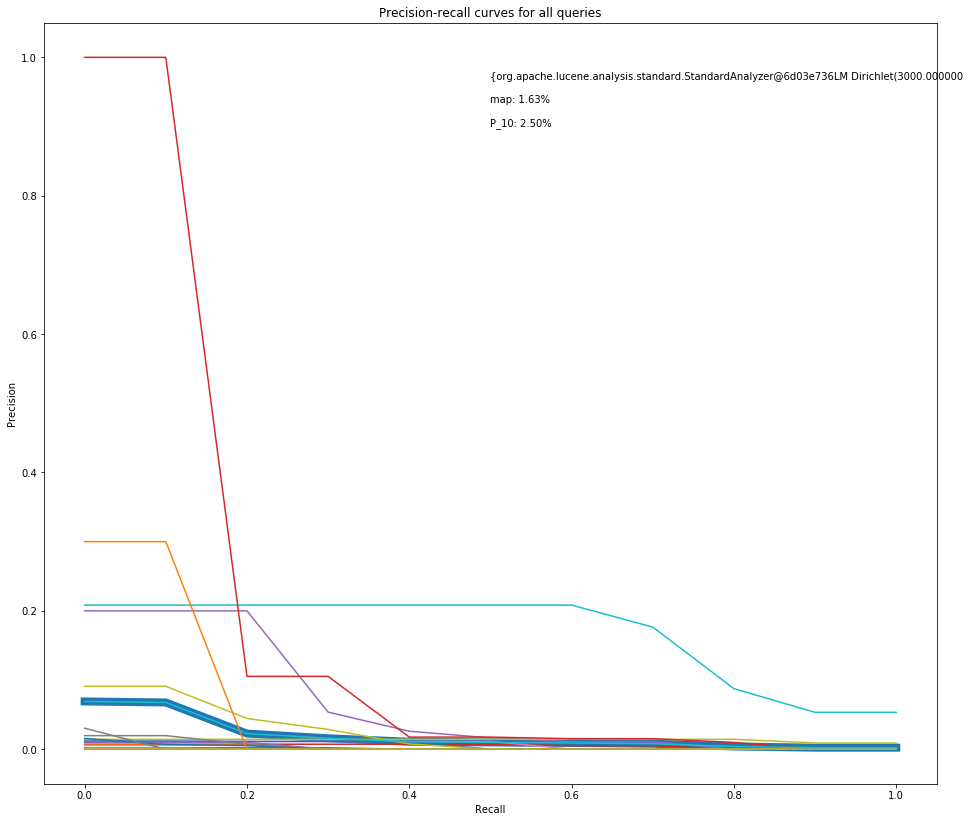 Precision-recall curves for all queries
1.0
{org.apache.lucene.analysis.standard.StandardAnalyzer@6d03e736LM Dirichlet(3000.000000
map: 1.63%
P_10: 2.50%
0.8
0.6
Precision
0.4
0.2
0.0
0.0 0.2 0.4 0.6 0.8 1.0
Recall